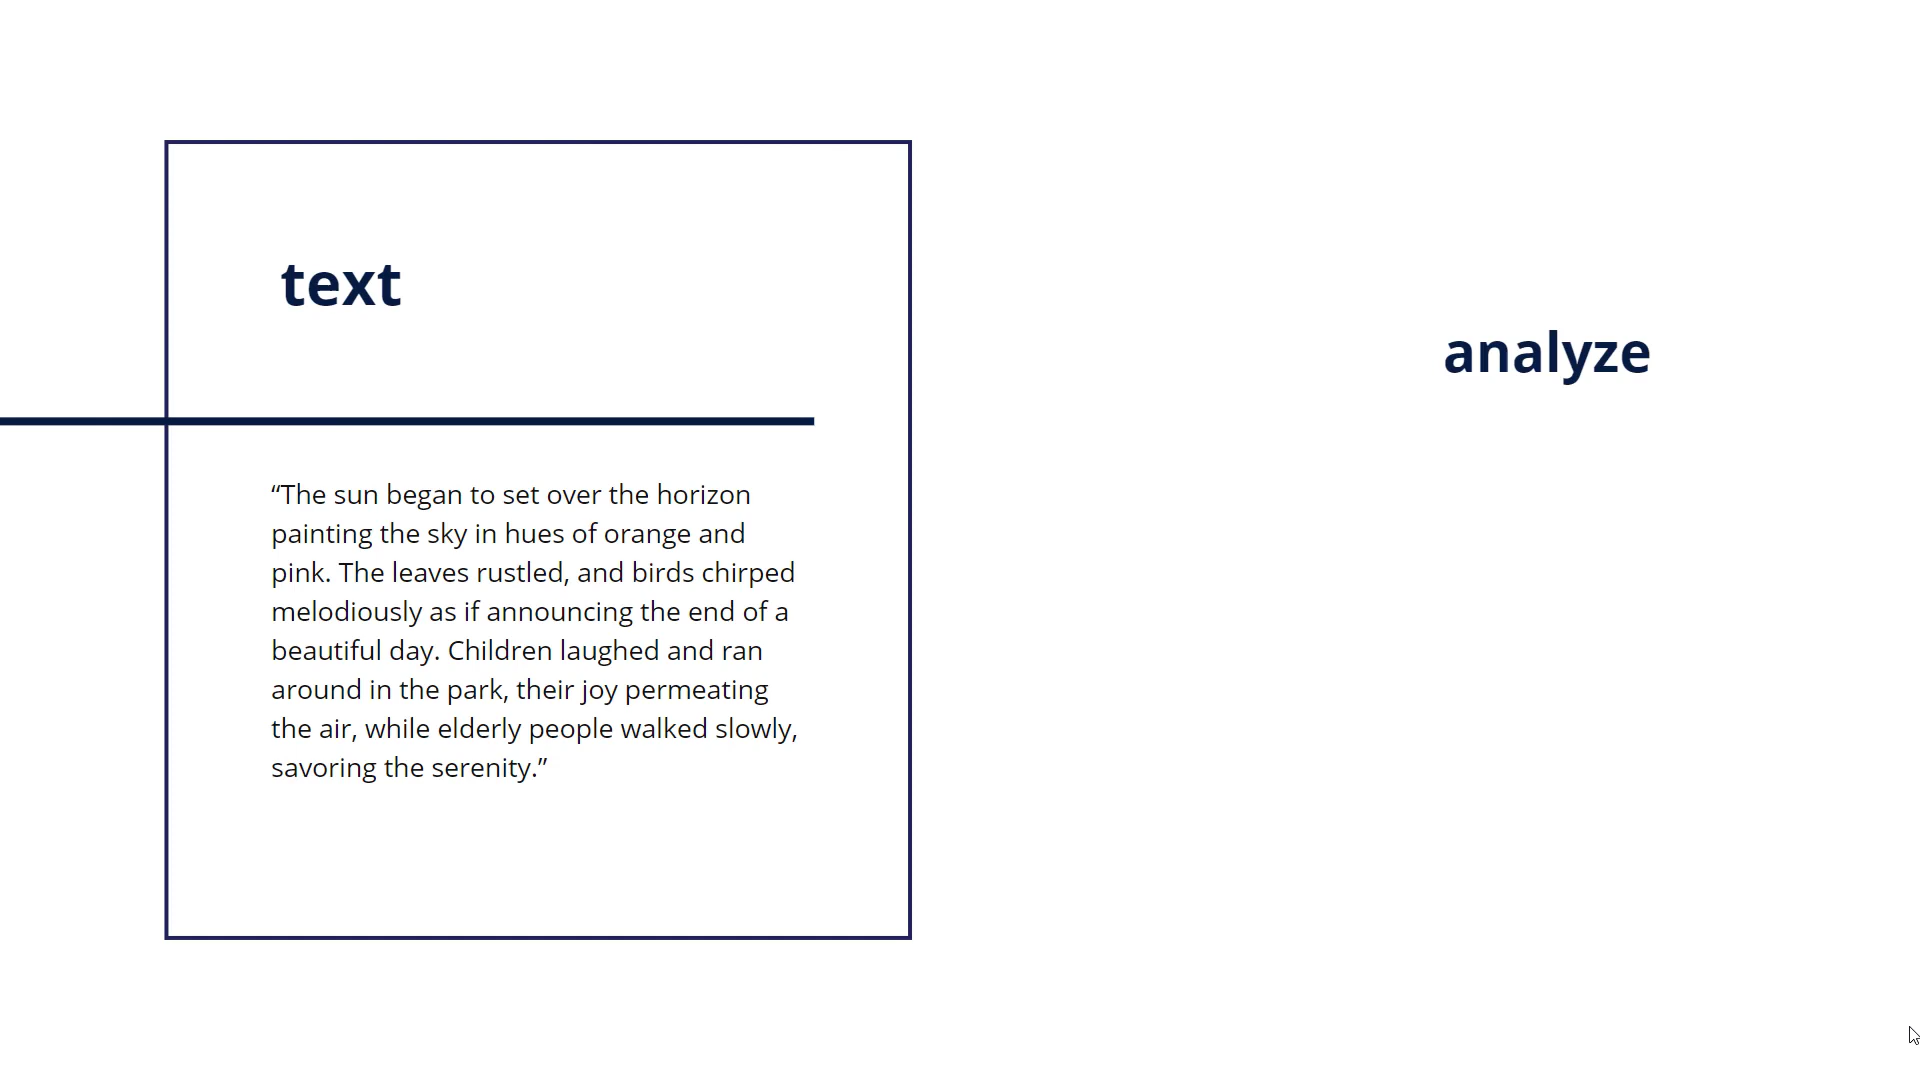 text
analyze
“The sun began to set over the horizon
painting the sky in hues of orange and
pink. The leaves rustled, and birds chirped
melodiously as if announcing the end of a
beautiful day. Children laughed and ran
around in the park, their joy permeating
the air, while elderly people walked slowly,
savoring the serenity.”